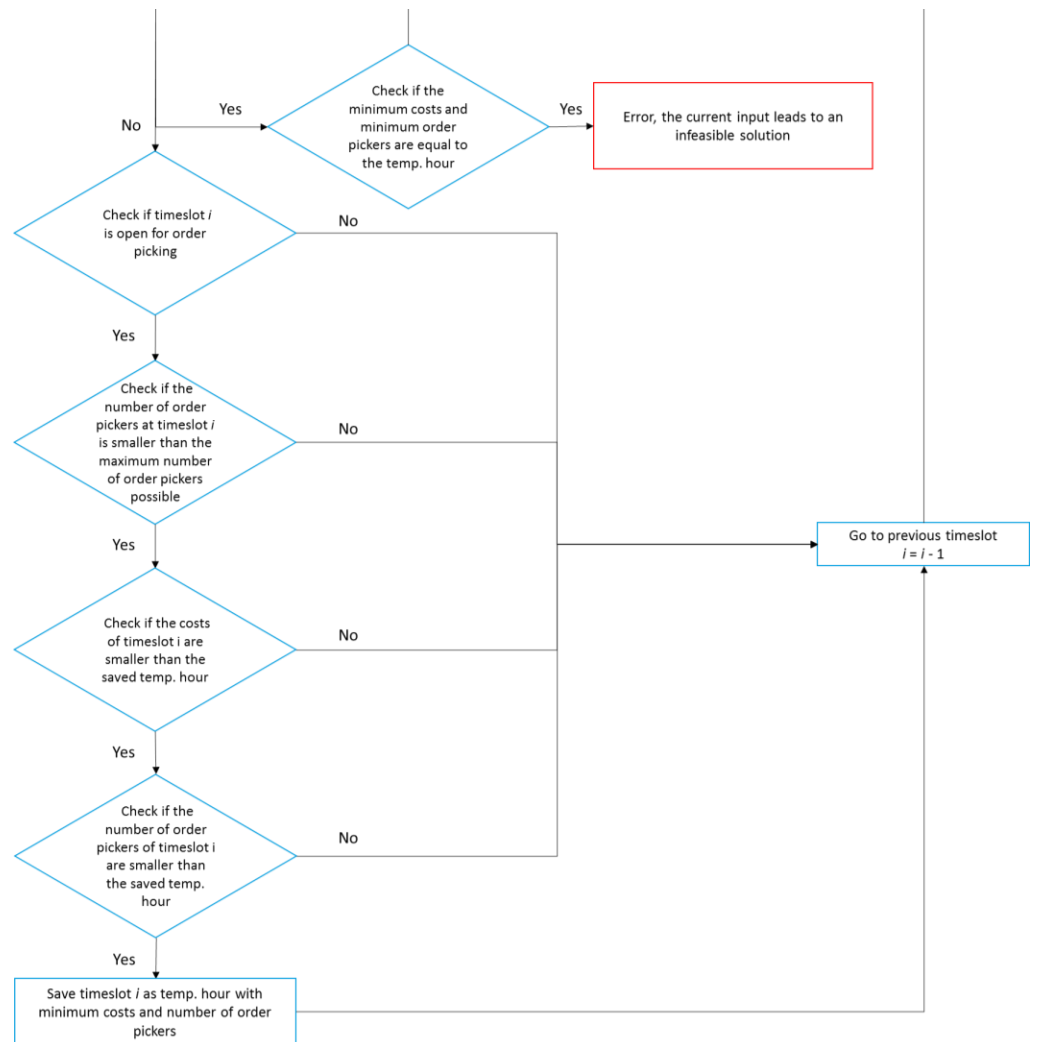 Check if the
minimum costs and
minimum order
pickers are equal to
the temp. hour
Yes
Yes
Error, the current input leads to an
infeasible solution
No
Check if timeslot i
is open for order
picking
No
Yes
Check if the
number of order
pickers at timeslot i
is smaller than the
maximum number
of order pickers
possible
No
Yes
Go to previous timeslot
i = i - 1
Check if the costs
of timeslot i are
smaller than the
saved temp. hour
No
Yes
Check if the
number of order
pickers of timeslot i
are smaller than
the saved temp.
hour
No
Yes
Save timeslot i as temp. hour with
minimum costs and number of order
pickers